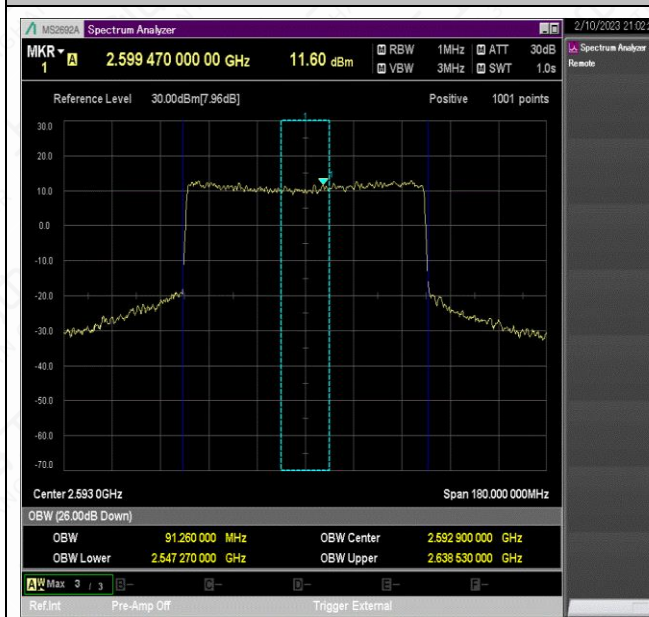 MS2692A Spectrum Analyzer 2/10/2023 21:02:
MKR 1 A 2.599 470 000 00 GHz 11.60 dBm M RBW 1MHz M ATT 30dB
M VBW 3MHz M SWT 1.0s
Spectrum Analyzer
Remote
Reference Level 30.00dBm[7.96dB] Positive 1001 points
1
30.0
20.0
10.0
0.0
-10.0
-20.0
-30.0
-40.0
-50.0
-60.0
-70.0
Center 2.593 0GHz Span 180.000 000MHz
OBW (26.00dB Down)
OBW 91.260 000 MHz OBW Center 2.592 900 000 GHz
OBW Lower 2.547 270 000 GHz OBW Upper 2.638 530 000 GHz
A W Max 3 / 3 B- C- D- E- F-
Ref.Int Pre-Amp Off Trigger External